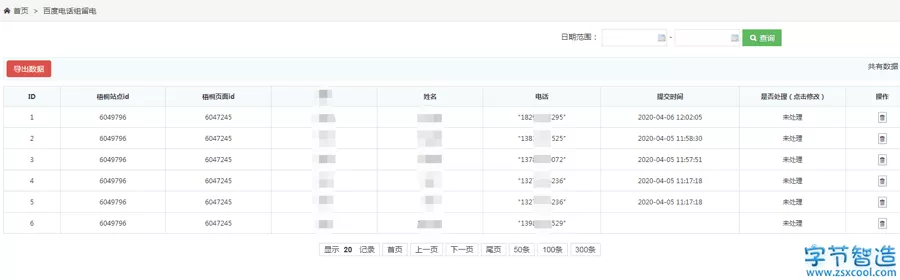 首页 > 百度电话组留电
日期范围： - 查询
导出数据 共有数据
ID 梧桐站点id 梧桐页面id 姓名 电话 提交时间 是否处理（点击修改） 操作
1 6049796 6047245 "182 295" 2020-04-06 12:02:05 未处理
2 6049796 6047245 "138 525" 2020-04-05 11:58:30 未处理
3 6049796 6047245 "137 072" 2020-04-05 11:57:51 未处理
4 6049796 6047245 "132 236" 2020-04-05 11:17:18 未处理
5 6049796 6047245 "132 236" 2020-04-05 11:17:18 未处理
6 6049796 6047245 "139 529" 未处理
显示 20 记录 首页 上一页 下一页 尾页 50条 100条 300条
字节智造
www.zsxcool.com